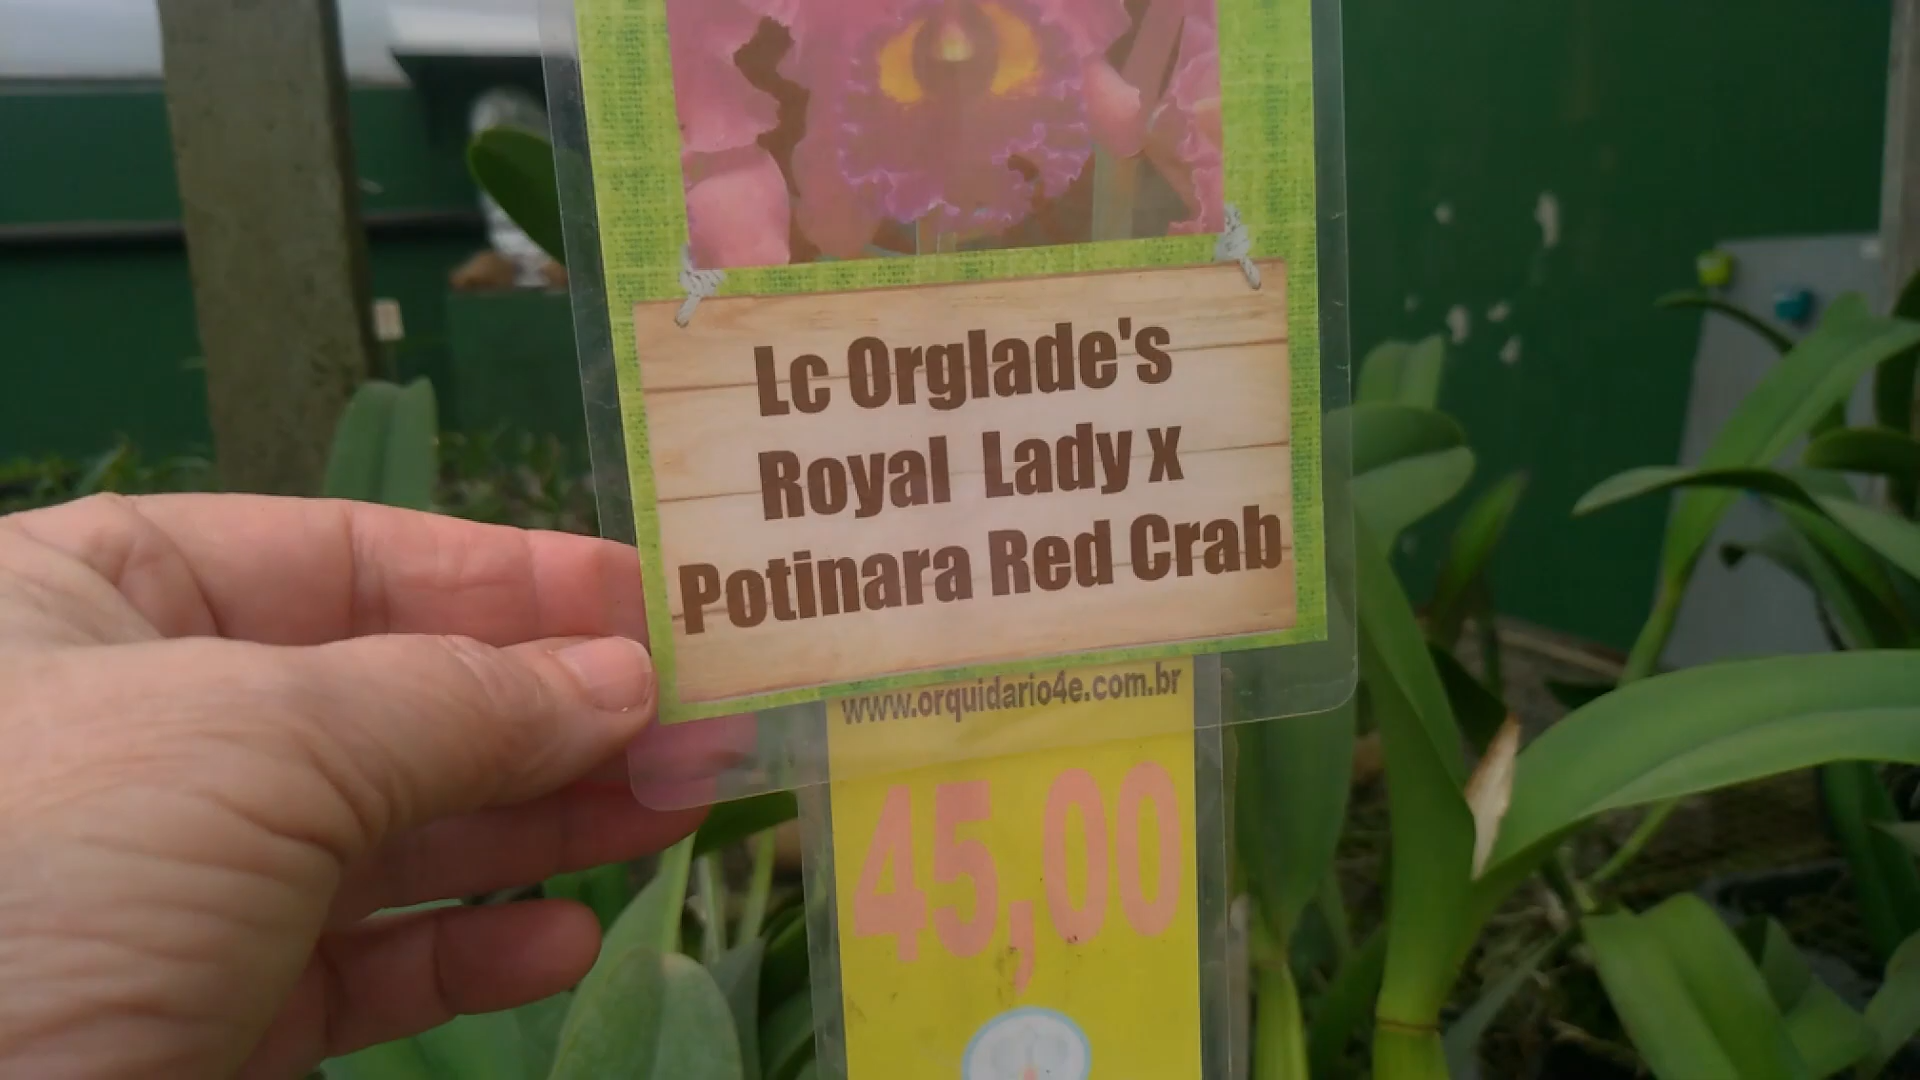 Lc Orglade's
Royal Lady x
Potinara Red Crab
www.orquidario4e.com.br
45,00